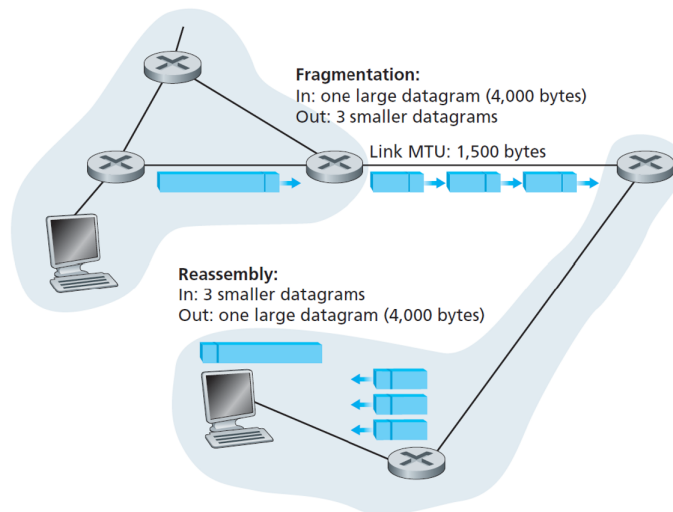 Fragmentation:
In: one large datagram (4,000 bytes)
Out: 3 smaller datagrams
Link MTU: 1,500 bytes
Reassembly:
In: 3 smaller datagrams
Out: one large datagram (4,000 bytes)